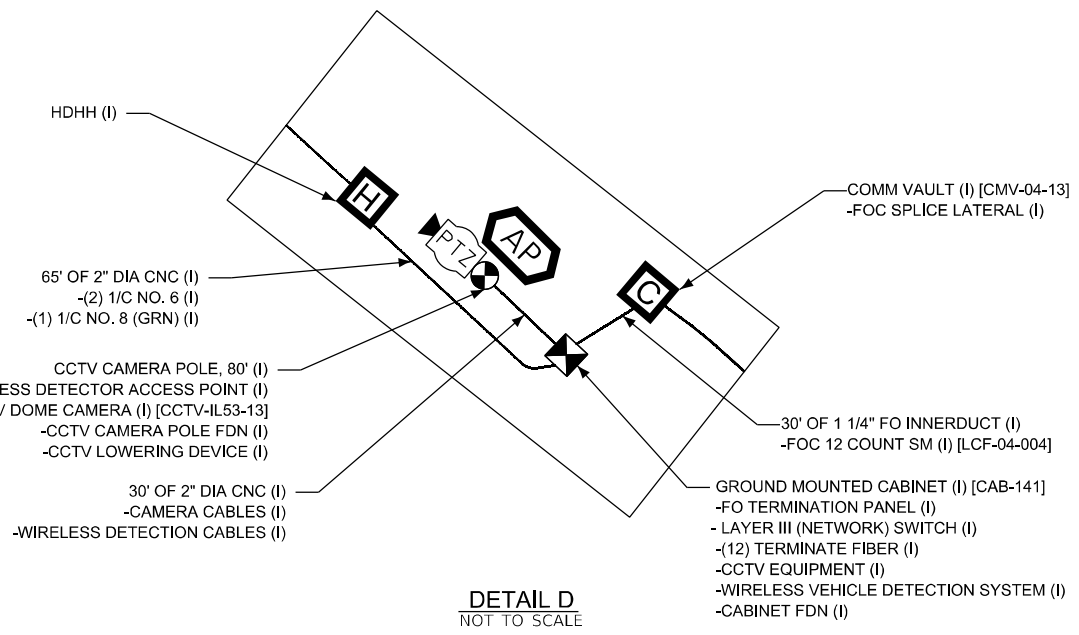 HDHH (I)
H
PTZ
AP
C
COMM VAULT (I) [CMV-04-13]
-FOC SPLICE LATERAL (I)
65' OF 2" DIA CNC (I)
-(2) 1/C NO. 6 (I)
-(1) 1/C NO. 8 (GRN) (I)
CCTV CAMERA POLE, 80' (I)
DETECTOR ACCESS POINT (I)
DOME CAMERA (I) [CCTV-IL53-13]
-CCTV CAMERA POLE FDN (I)
-CCTV LOWERING DEVICE (I)
30' OF 2" DIA CNC (I)
-CAMERA CABLES (I)
-WIRELESS DETECTION CABLES (I)
30' OF 1 1/4" FO INNERDUCT (I)
-FOC 12 COUNT SM (I) [LCF-04-004]
GROUND MOUNTED CABINET (I) [CAB-141]
-FO TERMINATION PANEL (I)
- LAYER III (NETWORK) SWITCH (I)
-(12) TERMINATE FIBER (I)
-CCTV EQUIPMENT (I)
-WIRELESS VEHICLE DETECTION SYSTEM (I)
-CABINET FDN (I)
DETAIL D
NOT TO SCALE